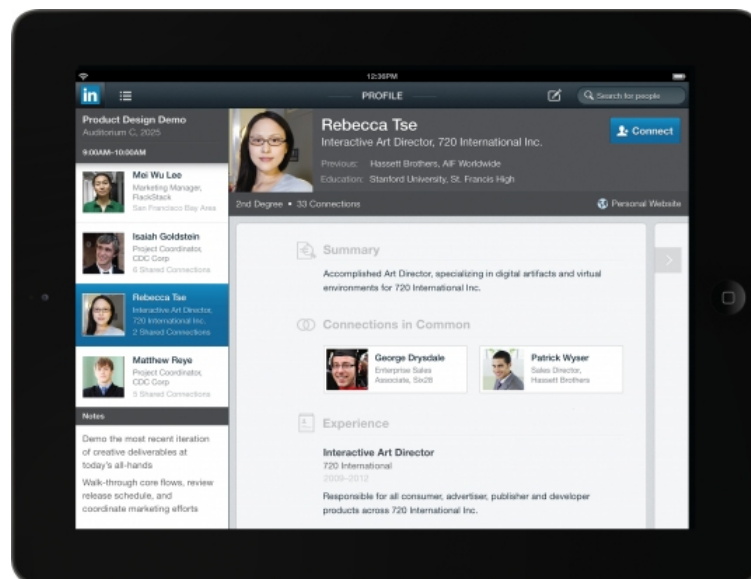 12:36PM
in
PROFILE
Search for people
Product Design Demo
Auditorium C, 2025
9:00AM–10:00AM
Mei Wu Lee
Marketing Manager,
FlackStack
San Francisco Bay Area
Isaiah Goldstein
Project Coordinator,
CDC Corp
6 Shared Connections
Rebecca Tse
Interactive Art Director,
720 International Inc.
2 Shared Connections
Matthew Reye
Project Coordinator,
CDC Corp
5 Shared Connections
Notes
Demo the most recent iteration
of creative deliverables at
today's all-hands
Walk-through core flows, review
release schedule, and
coordinate marketing efforts
Rebecca Tse
Interactive Art Director, 720 International Inc.
Connect
Previous: Hassett Brothers, AIF Worldwide
Education: Stanford University, St. Francis High
2nd Degree • 33 Connections
Personal Website
Summary
Accomplished Art Director, specializing in digital artifacts and virtual
environments for 720 International Inc.
Connections in Common
George Drysdale
Enterprise Sales
Associate, Six28
Patrick Wyser
Sales Director,
Hassett Brothers
Experience
Interactive Art Director
720 International
2009–2012
Responsible for all consumer, advertiser, publisher and developer
products across 720 International Inc.